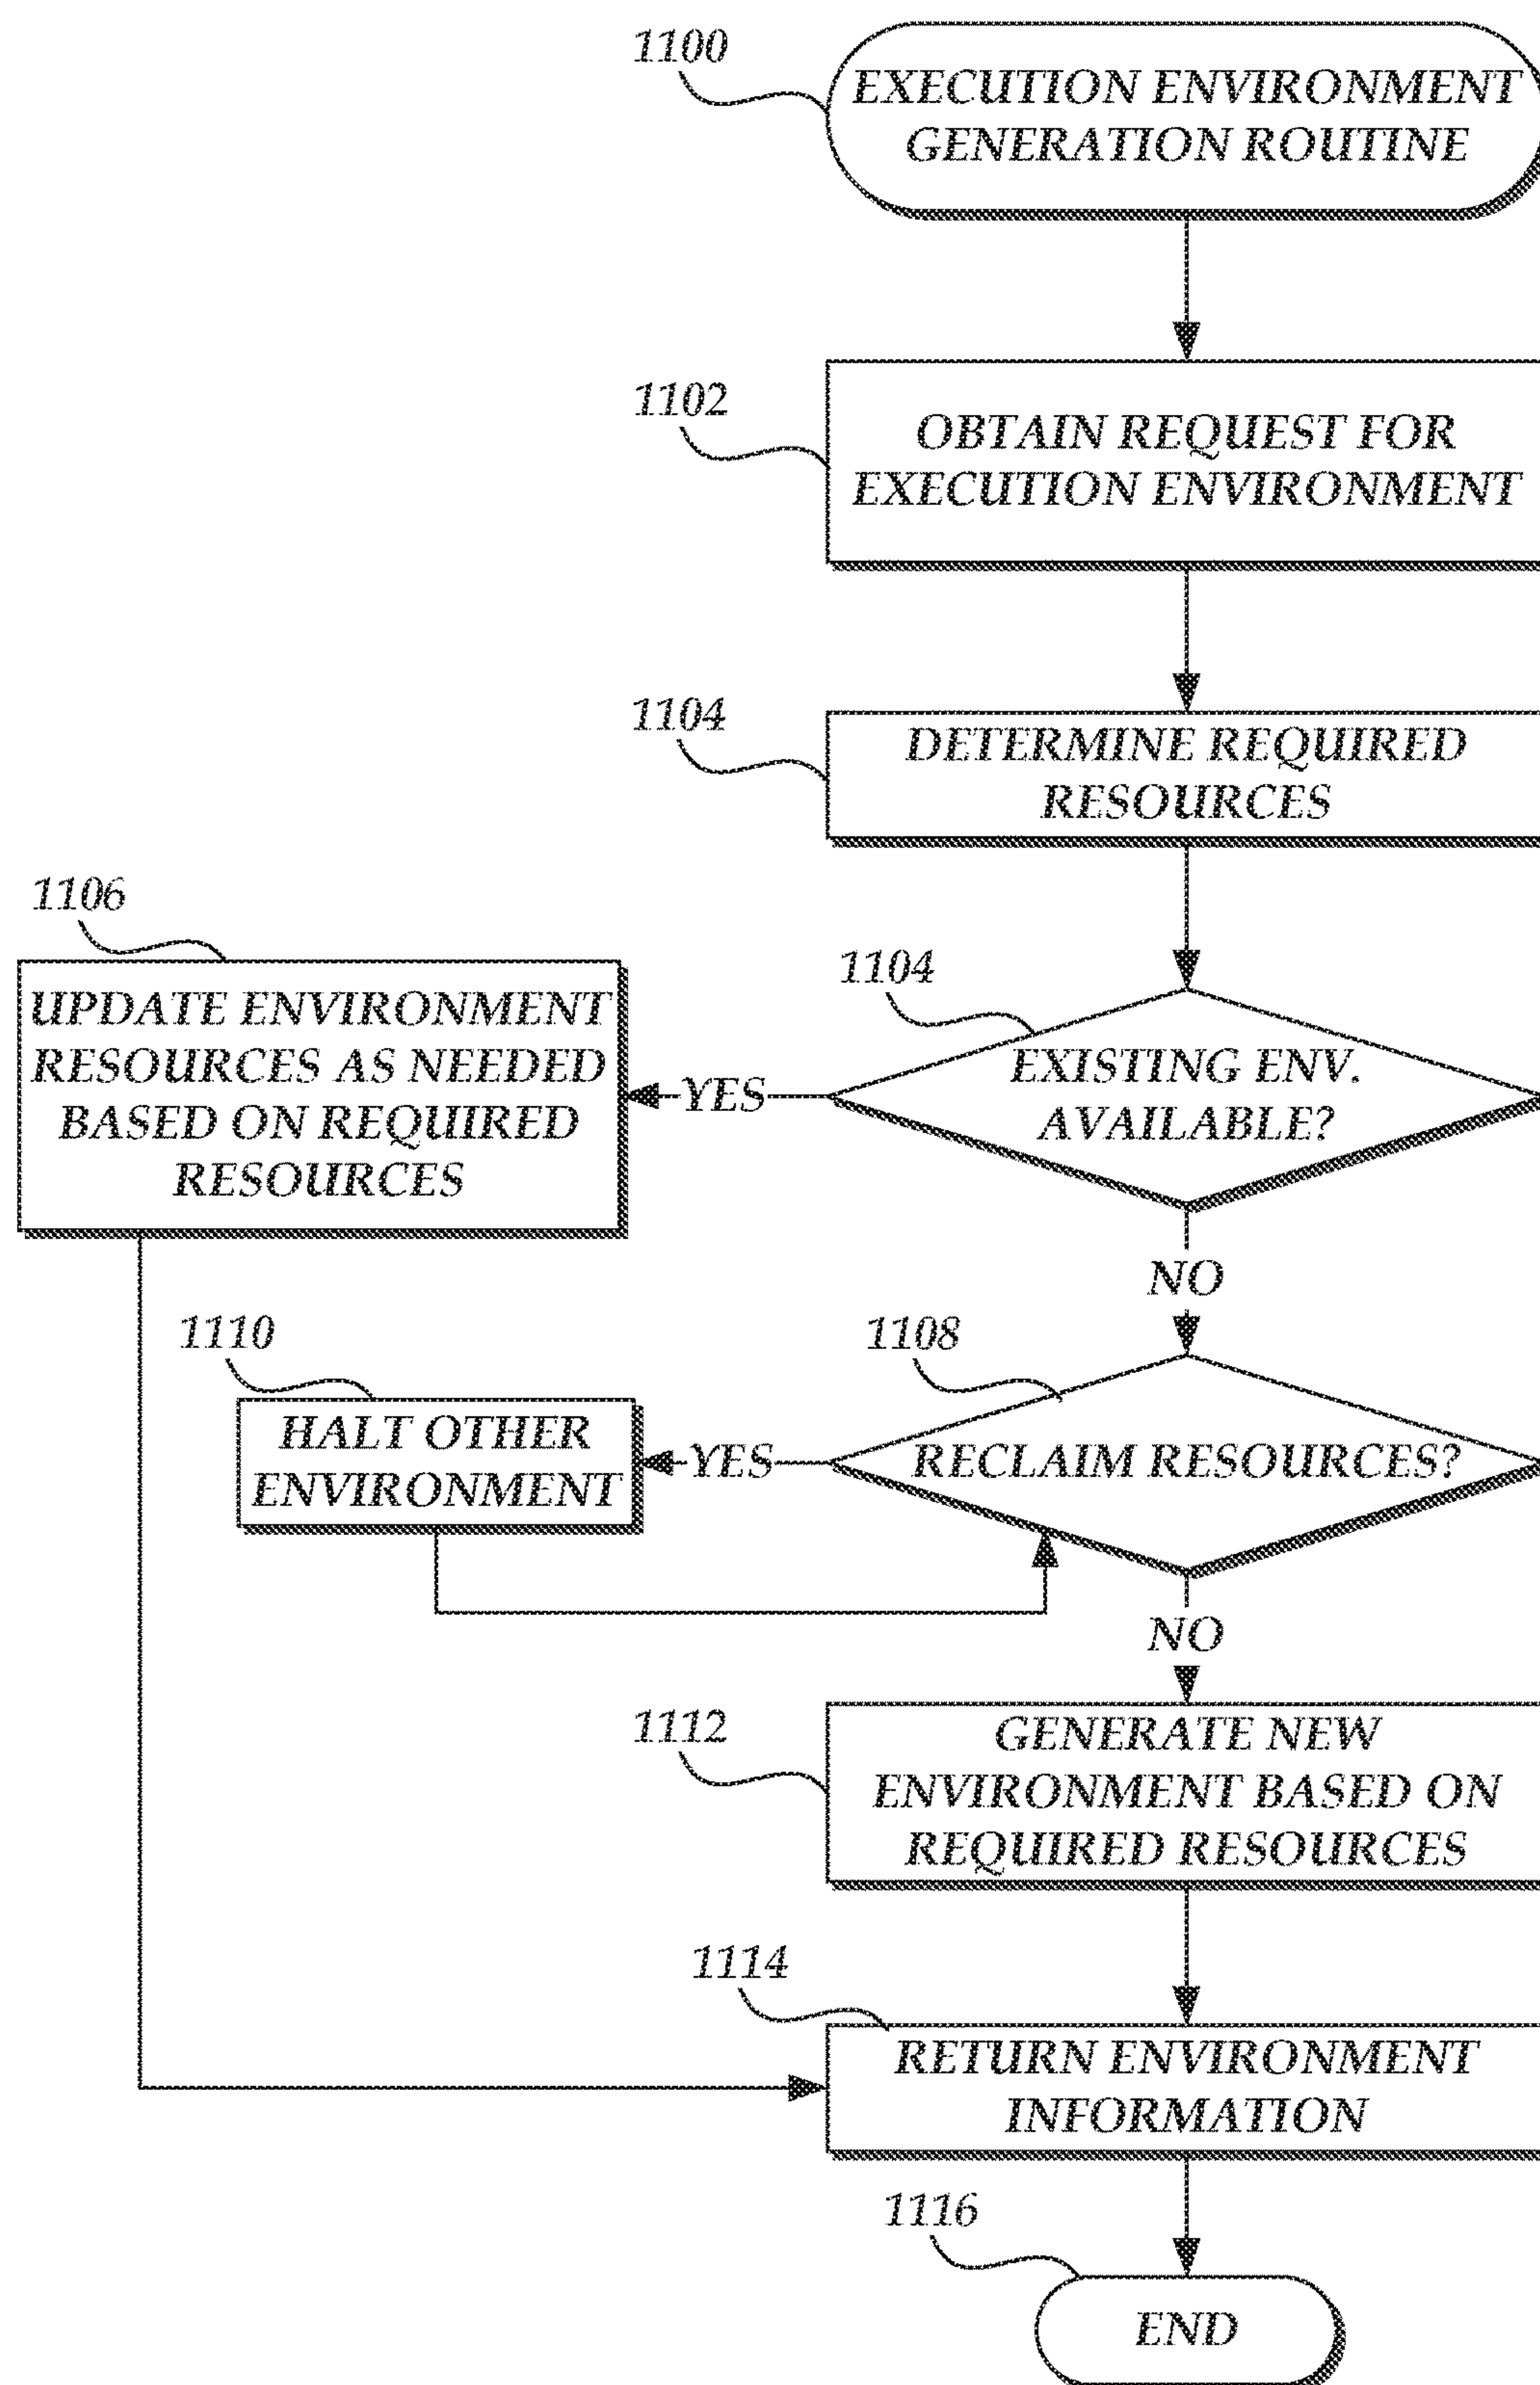 1100
EXECUTION ENVIRONMENT
GENERATION ROUTINE
1102
OBTAIN REQUEST FOR
EXECUTION ENVIRONMENT
1104
DETERMINE REQUIRED
RESOURCES
1106
UPDATE ENVIRONMENT
RESOURCES AS NEEDED
BASED ON REQUIRED
RESOURCES
1104
EXISTING ENV.
AVAILABLE?
YES
NO
1110
HALT OTHER
ENVIRONMENT
1108
RECLAIM RESOURCES?
YES
NO
1112
GENERATE NEW
ENVIRONMENT BASED ON
REQUIRED RESOURCES
1114
RETURN ENVIRONMENT
INFORMATION
1116
END